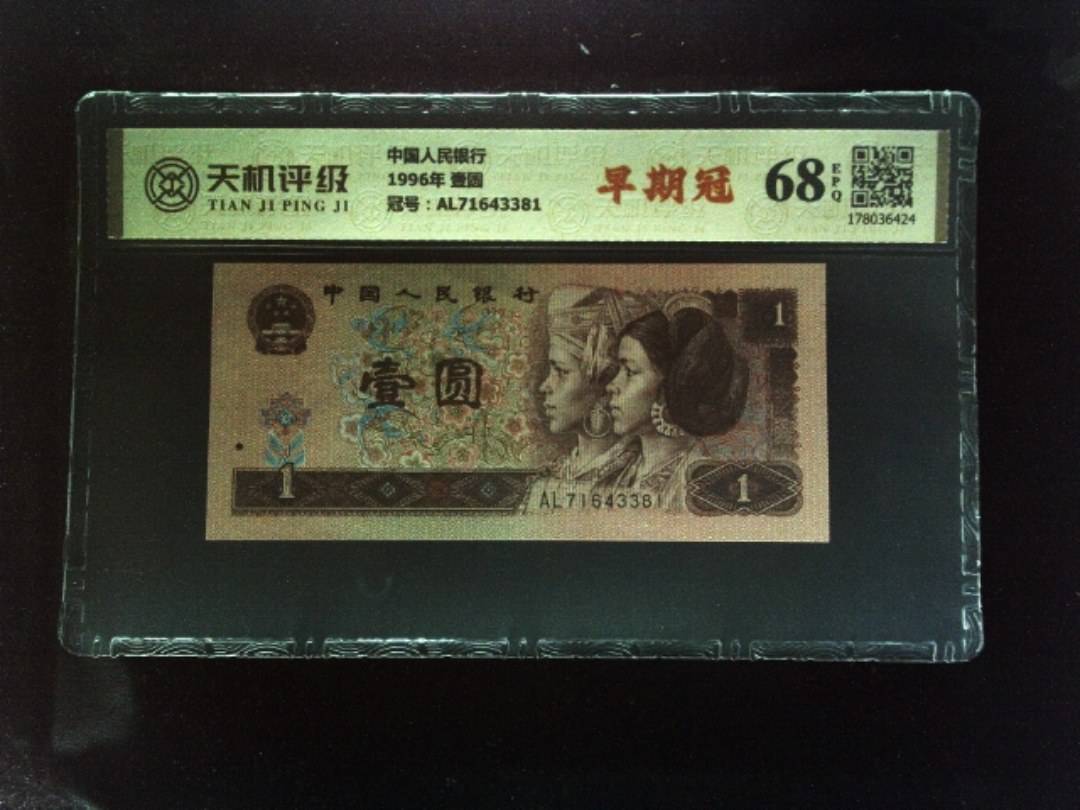 天机评级
TIAN JI PING JI
中国人民银行
1996年 壹圆
冠号：AL71643381
早期冠
68
EPQ
178036424
中国人民银行
1
壹圆
1
AL71643381
1